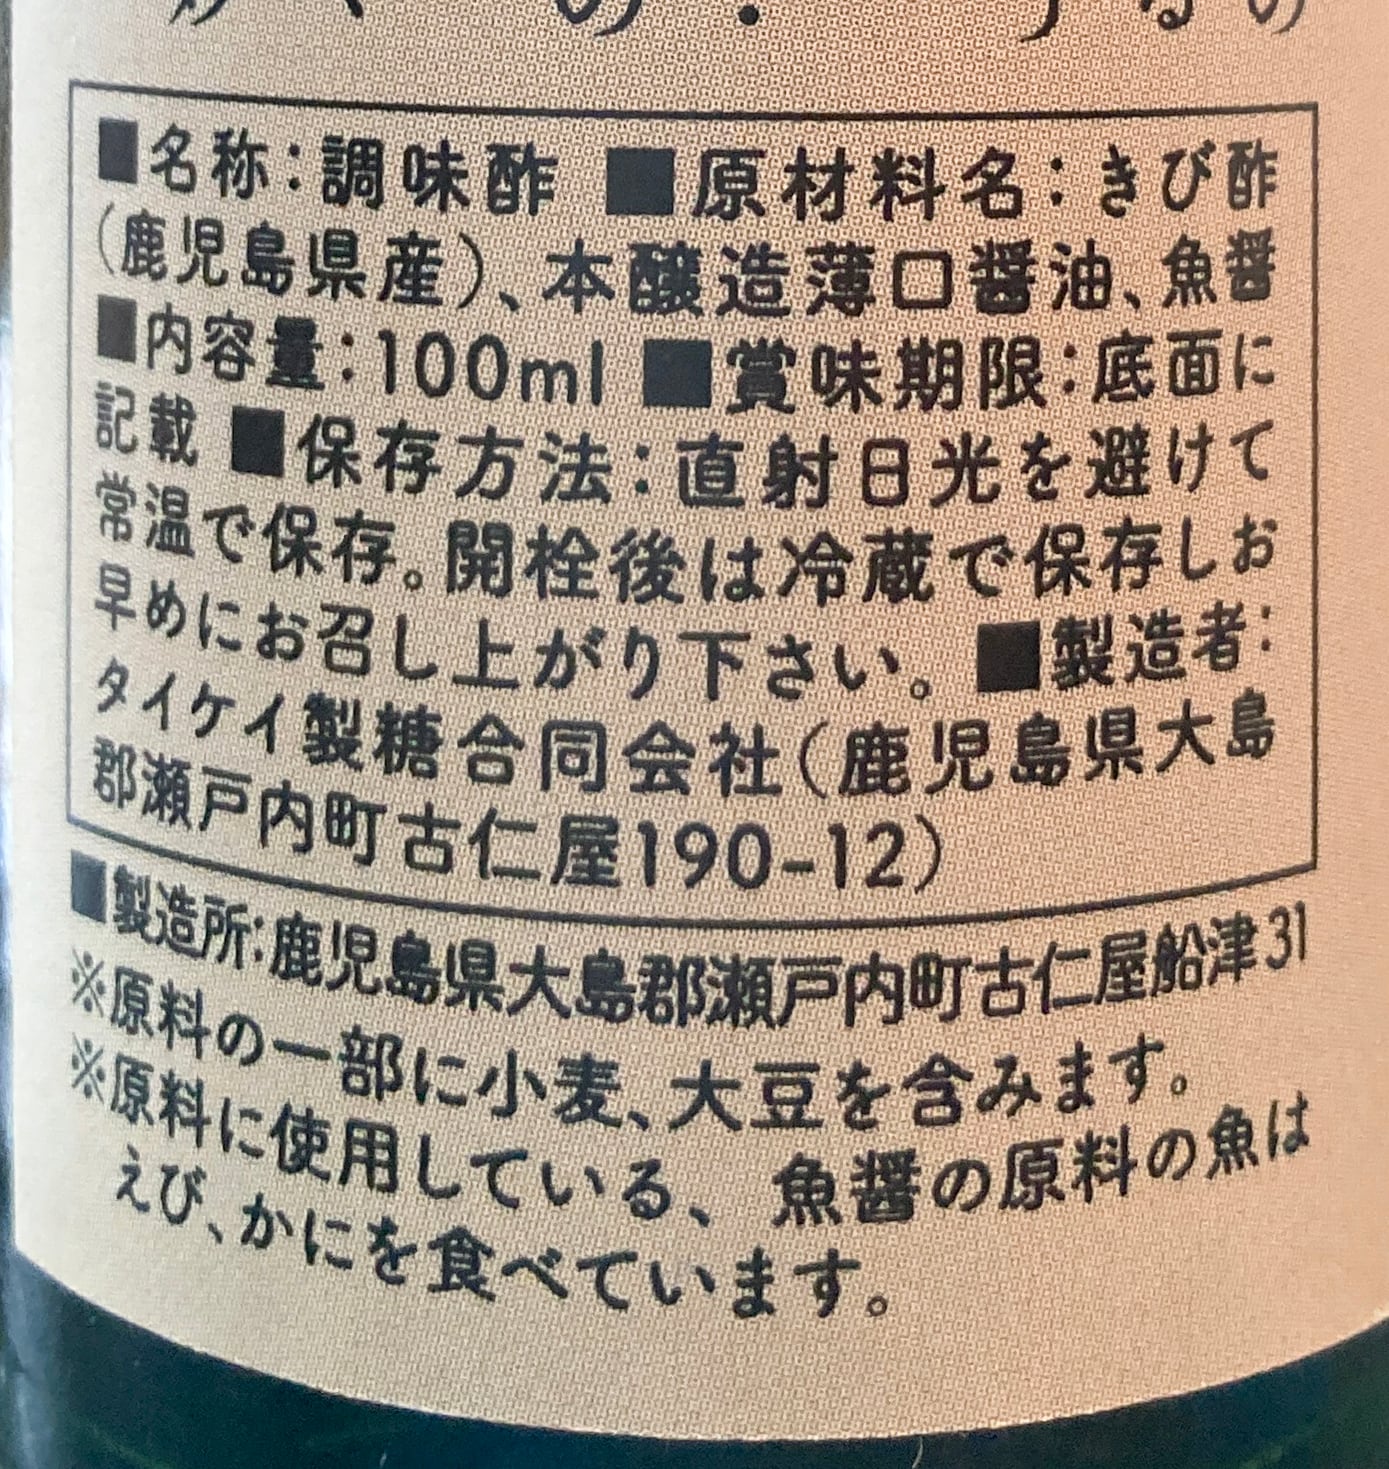 ■名称：調味酢 ■原材料名：きび酢
（鹿児島県産）、本醸造薄口醤油、魚醤
■内容量：100ml ■賞味期限：底面に
記載 ■保存方法：直射日光を避けて
常温で保存。開栓後は冷蔵で保存しお
早めにお召し上がり下さい。■製造者：
タイケイ製糖合同会社（鹿児島県大島
郡瀬戸内町古仁屋190-12）
■製造所：鹿児島県大島郡瀬戸内町古仁屋船津31
※原料の一部に小麦、大豆を含みます。
※原料に使用している、魚醤の原料の魚は
えび、かにを食べています。